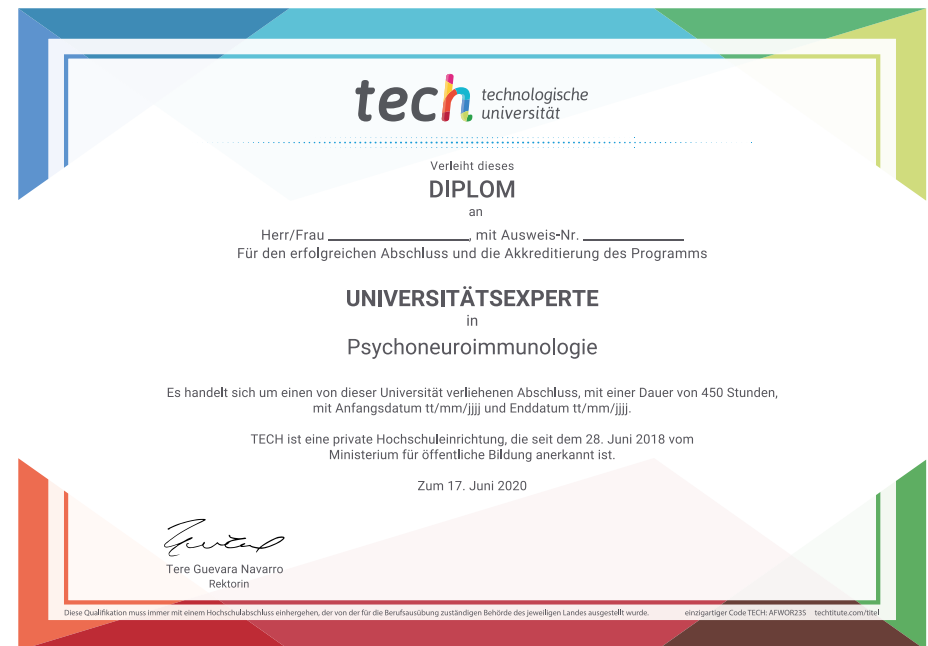 tech technologische
universität
Verleiht dieses
DIPLOM
an
Herr/Frau ____________________, mit Ausweis-Nr. ______________
Für den erfolgreichen Abschluss und die Akkreditierung des Programms
UNIVERSITÄTSEXPERTE
in
Psychoneuroimmunologie
Es handelt sich um einen von dieser Universität verliehenen Abschluss, mit einer Dauer von 450 Stunden,
mit Anfangsdatum tt/mm/jjjj und Enddatum tt/mm/jjjj.
TECH ist eine private Hochschuleinrichtung, die seit dem 28. Juni 2018 vom
Ministerium für öffentliche Bildung anerkannt ist.
Zum 17. Juni 2020
Tere Guevara Navarro
Rektorin
Diese Qualifikation muss immer mit einem Hochschulabschluss einhergehen, der von der für die Berufsausübung zuständigen Behörde des jeweiligen Landes ausgestellt wurde. einzigartiger Code TECH: AFWOR23S techtitute.com/titel